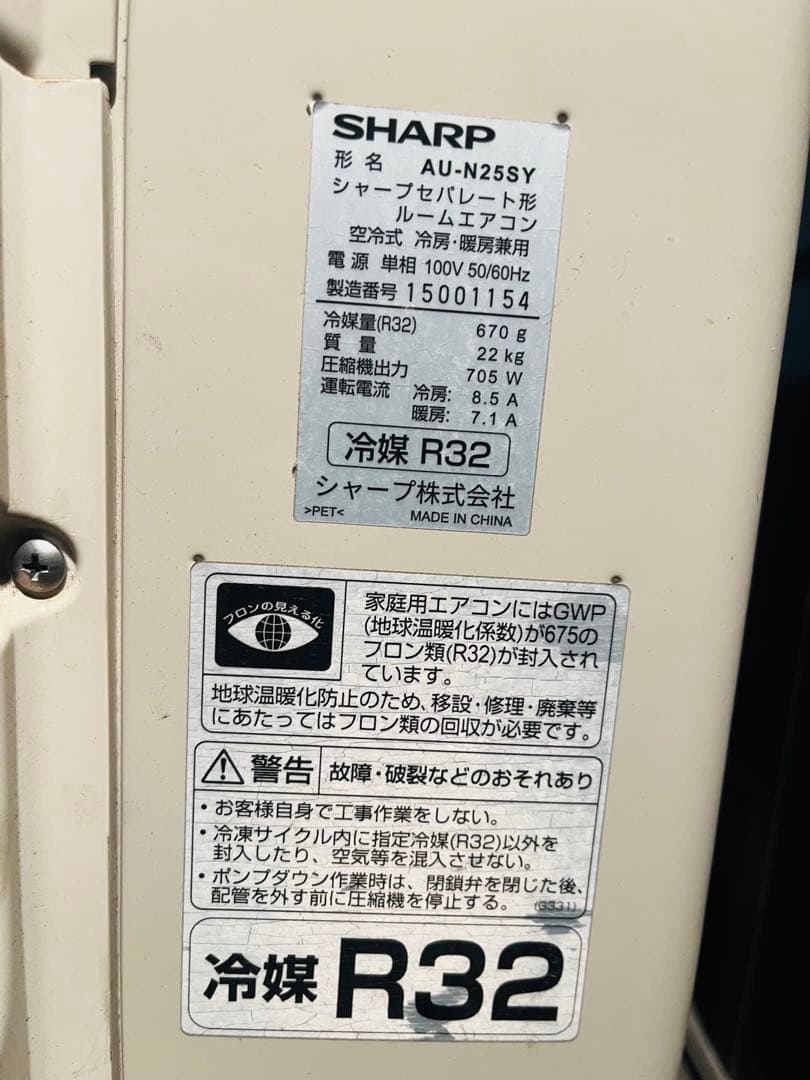 SHARP
形名 AU-N25SY
シャープセパレート形
ルームエアコン
空冷式 冷房・暖房兼用
電源 単相 100V 50/60Hz
製造番号 15001154
冷媒量(R32) 670 g
質量 22 kg
圧縮機出力 705 W
運転電流 冷房: 8.5 A
暖房: 7.1 A
冷媒 R32
シャープ株式会社
>PET< MADE IN CHINA
フロンの見える化
家庭用エアコンにはGWP
(地球温暖化係数)が675の
フロン類(R32)が封入され
ています。
地球温暖化防止のため、移設・修理・廃棄等
にあたってはフロン類の回収が必要です。
警告 故障・破裂などのおそれあり
・お客様自身で工事作業をしない。
・冷凍サイクル内に指定冷媒(R32)以外を
封入したり、空気等を混入させない。
・ポンプダウン作業時は、閉鎖弁を閉じた後、
配管を外す前に圧縮機を停止する。 (G331)
冷媒 R32